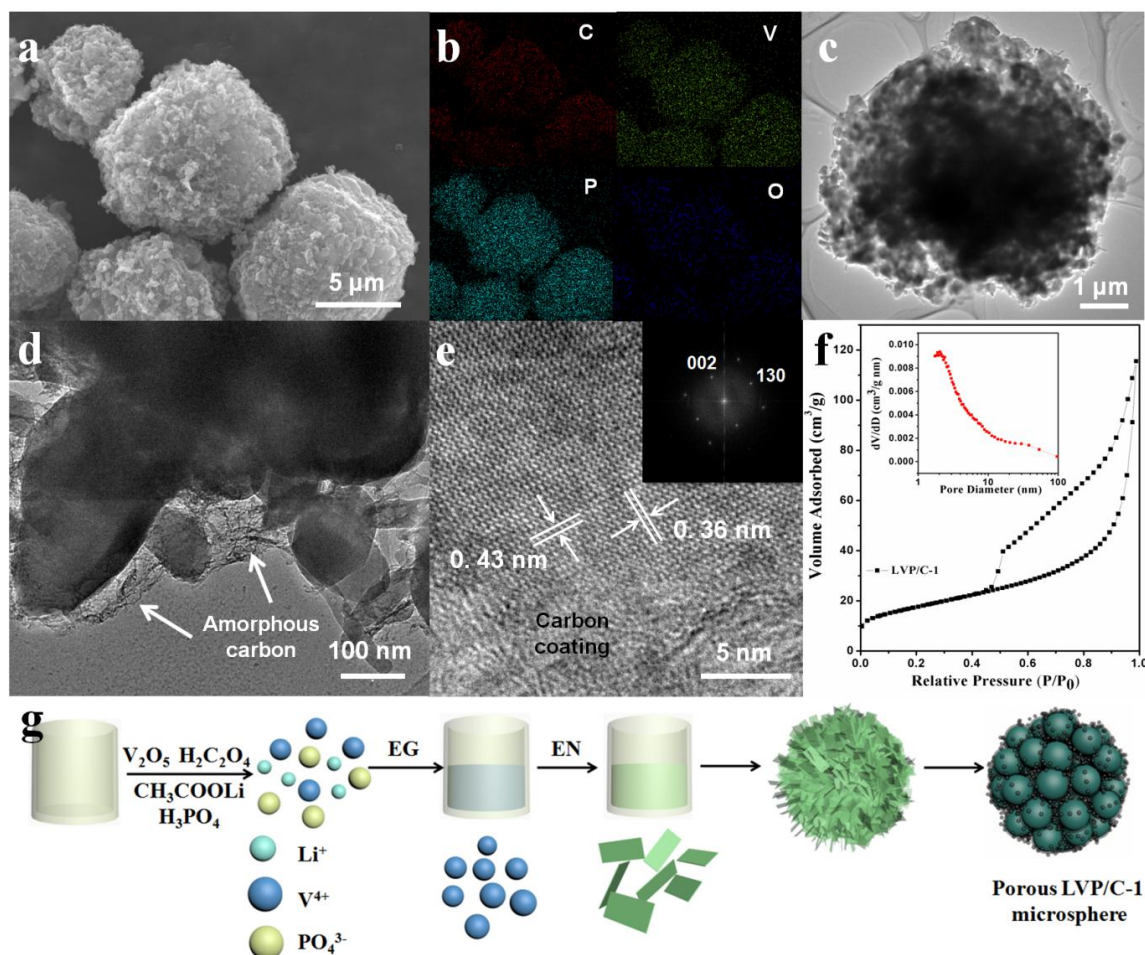 a
5 μm
b
C
V
P
O
c
1 μm
d
Amorphous
carbon
100 nm
e
002
130
0. 43 nm
0. 36 nm
Carbon
coating
5 nm
f
Volume Adsorbed (cm³/g)
120
100
80
60
40
20
0
0.0 0.2 0.4 0.6 0.8 1.0
Relative Pressure (P/P₀)
LVP/C-1
dV/dD (cm³/g nm)
0.010
0.008
0.006
0.004
0.002
0.000
1 10 100
Pore Diameter (nm)
g
V₂O₅ H₂C₂O₄
CH₃COOLi
H₃PO₄
Li⁺
V⁴⁺
PO₄³⁻
EG
EN
Porous LVP/C-1
microsphere